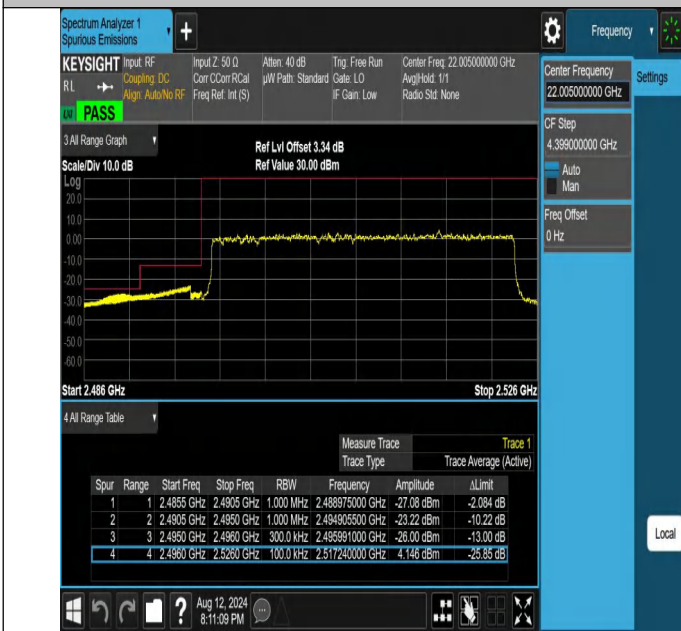 Spectrum Analyzer 1
Spurious Emissions
Frequency
KEYSIGHT
RL
Input: RF
Coupling: DC
Align: Auto/No RF
Input Z: 50 Ω
Corr CCorr RCal
Freq Ref: Int (S)
Atten: 40 dB
µW Path: Standard
Trig: Free Run
Gate: LO
IF Gain: Low
Center Freq: 22.005000000 GHz
Avg|Hold: 1/1
Radio Std: None
PASS
Center Frequency
22.005000000 GHz
Settings
CF Step
4.399000000 GHz
Auto
Man
Freq Offset
0 Hz
3 All Range Graph
Scale/Div 10.0 dB
Ref Lvl Offset 3.34 dB
Ref Value 30.00 dBm
Log
20.0
10.0
0.00
-10.0
-20.0
-30.0
-40.0
-50.0
-60.0
Start 2.486 GHz
Stop 2.526 GHz
4 All Range Table
Measure Trace Trace 1
Trace Type Trace Average (Active)
Spur Range Start Freq Stop Freq RBW Frequency Amplitude ΔLimit
1 1 2.4855 GHz 2.4905 GHz 1.000 MHz 2.488975000 GHz -27.08 dBm -2.084 dB
2 2 2.4905 GHz 2.4950 GHz 1.000 MHz 2.494905500 GHz -23.22 dBm -10.22 dB
3 3 2.4950 GHz 2.4960 GHz 300.0 kHz 2.495991000 GHz -26.00 dBm -13.00 dB
4 4 2.4960 GHz 2.5260 GHz 100.0 kHz 2.517240000 GHz 4.146 dBm -25.85 dB
Local
Aug 12, 2024
8:11:09 PM